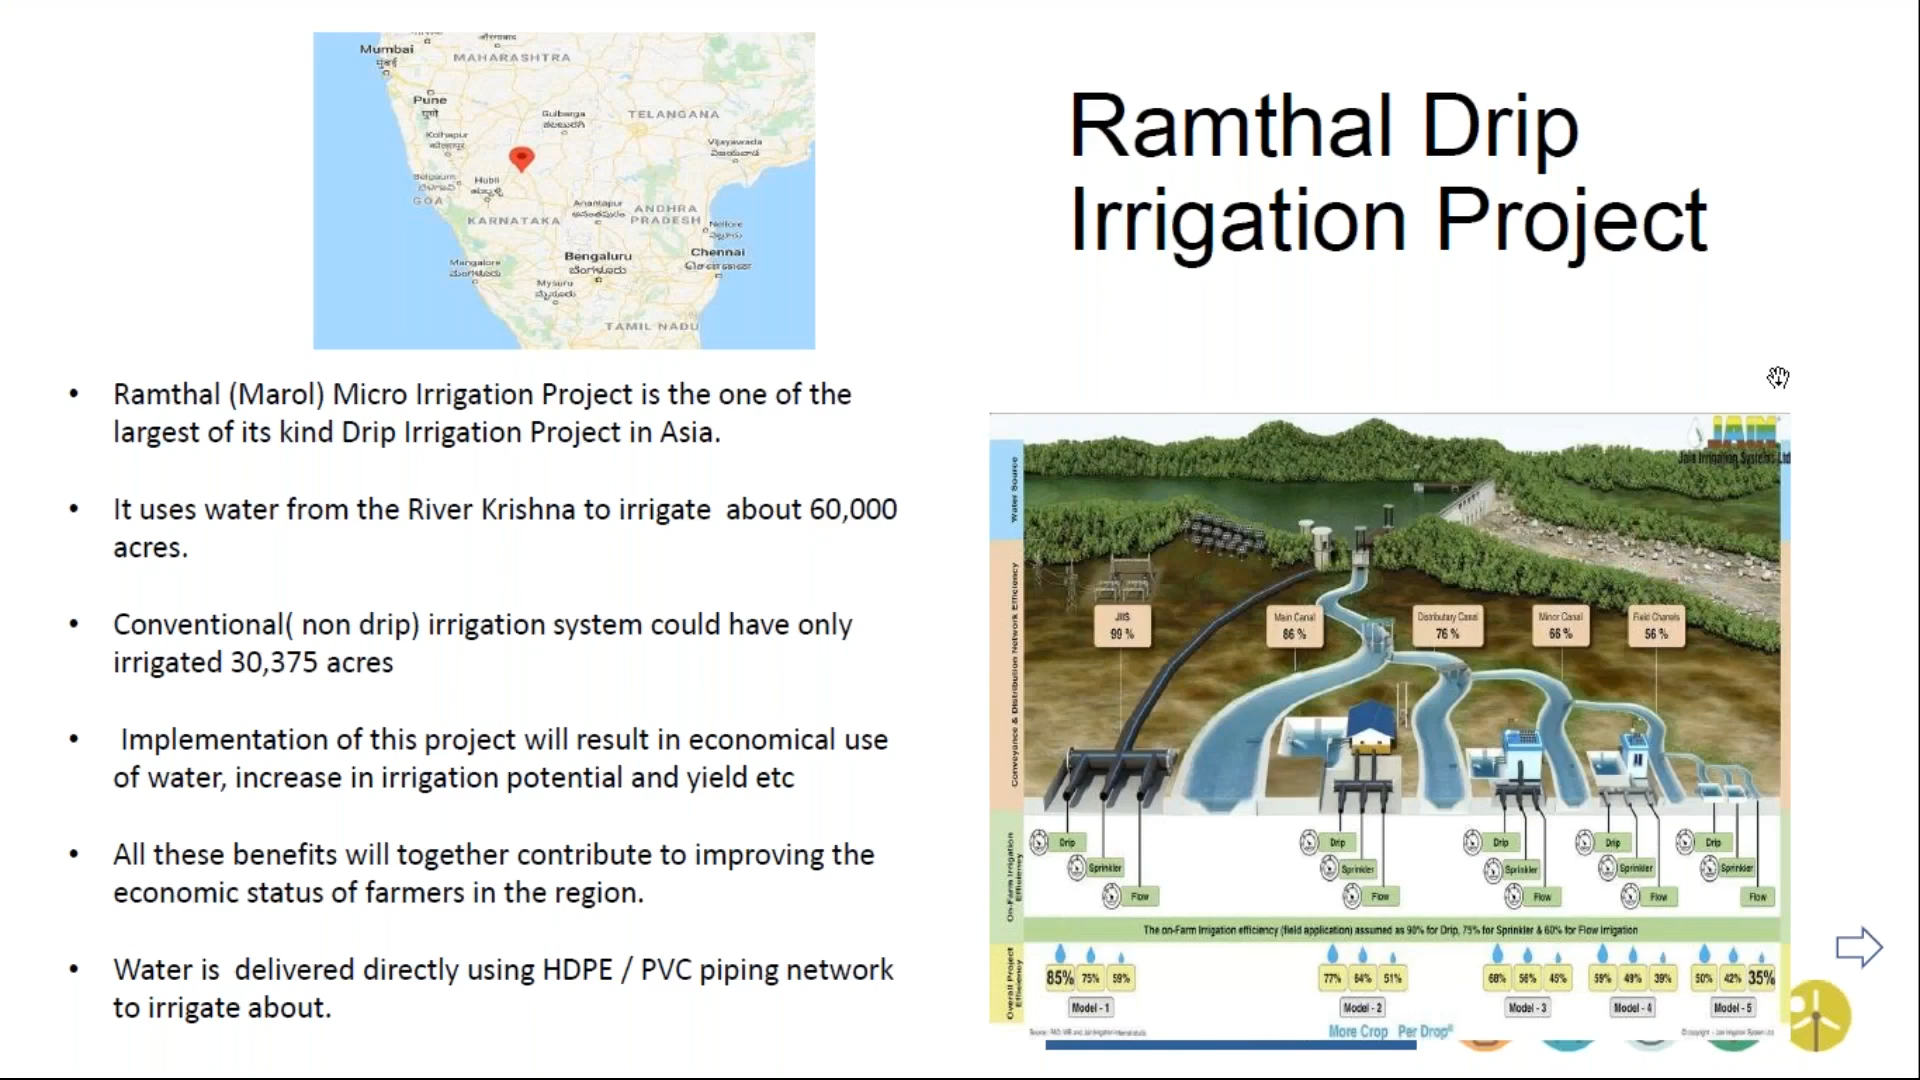 Mumbai
मुंबई
MAHARASHTRA
Pune
पुणे
Gulbarga
TELANGANA
Kolhapur
Vijayawada
Belgaum
Hubli
GOA
KARNATAKA
Anantapur
ANDHRA
PRADESH
Nellore
Bengaluru
ಬೆಂಗಳೂರು
Chennai
சென்னை
Mangalore
Mysuru
TAMIL NADU
Ramthal Drip
Irrigation Project
• Ramthal (Marol) Micro Irrigation Project is the one of the
largest of its kind Drip Irrigation Project in Asia.
• It uses water from the River Krishna to irrigate about 60,000
acres.
• Conventional( non drip) irrigation system could have only
irrigated 30,375 acres
• Implementation of this project will result in economical use
of water, increase in irrigation potential and yield etc
• All these benefits will together contribute to improving the
economic status of farmers in the region.
• Water is delivered directly using HDPE / PVC piping network
to irrigate about.
JAIN
Jain Irrigation Systems Ltd
Water Source
Conveyance & Distribution Network Efficiency
JIIS
99 %
Main Canal
86 %
Distributary Canal
76 %
Minor Canal
66 %
Field Chanels
56 %
On-Farm Irrigation
Efficiency
Drip
Sprinkler
Flow
Drip
Sprinkler
Flow
Drip
Sprinkler
Flow
Drip
Sprinkler
Flow
Drip
Sprinkler
Flow
The on-Farm Irrigation efficiency (field application) assumed as 90% for Drip, 75% for Sprinkler & 60% for Flow Irrigation
Overall Project
Efficiency
85% 75% 59%
Model - 1
77% 64% 51%
Model - 2
68% 56% 45%
Model - 3
59% 49% 39%
Model - 4
50% 42% 35%
Model - 5
More Crop Per Drop®